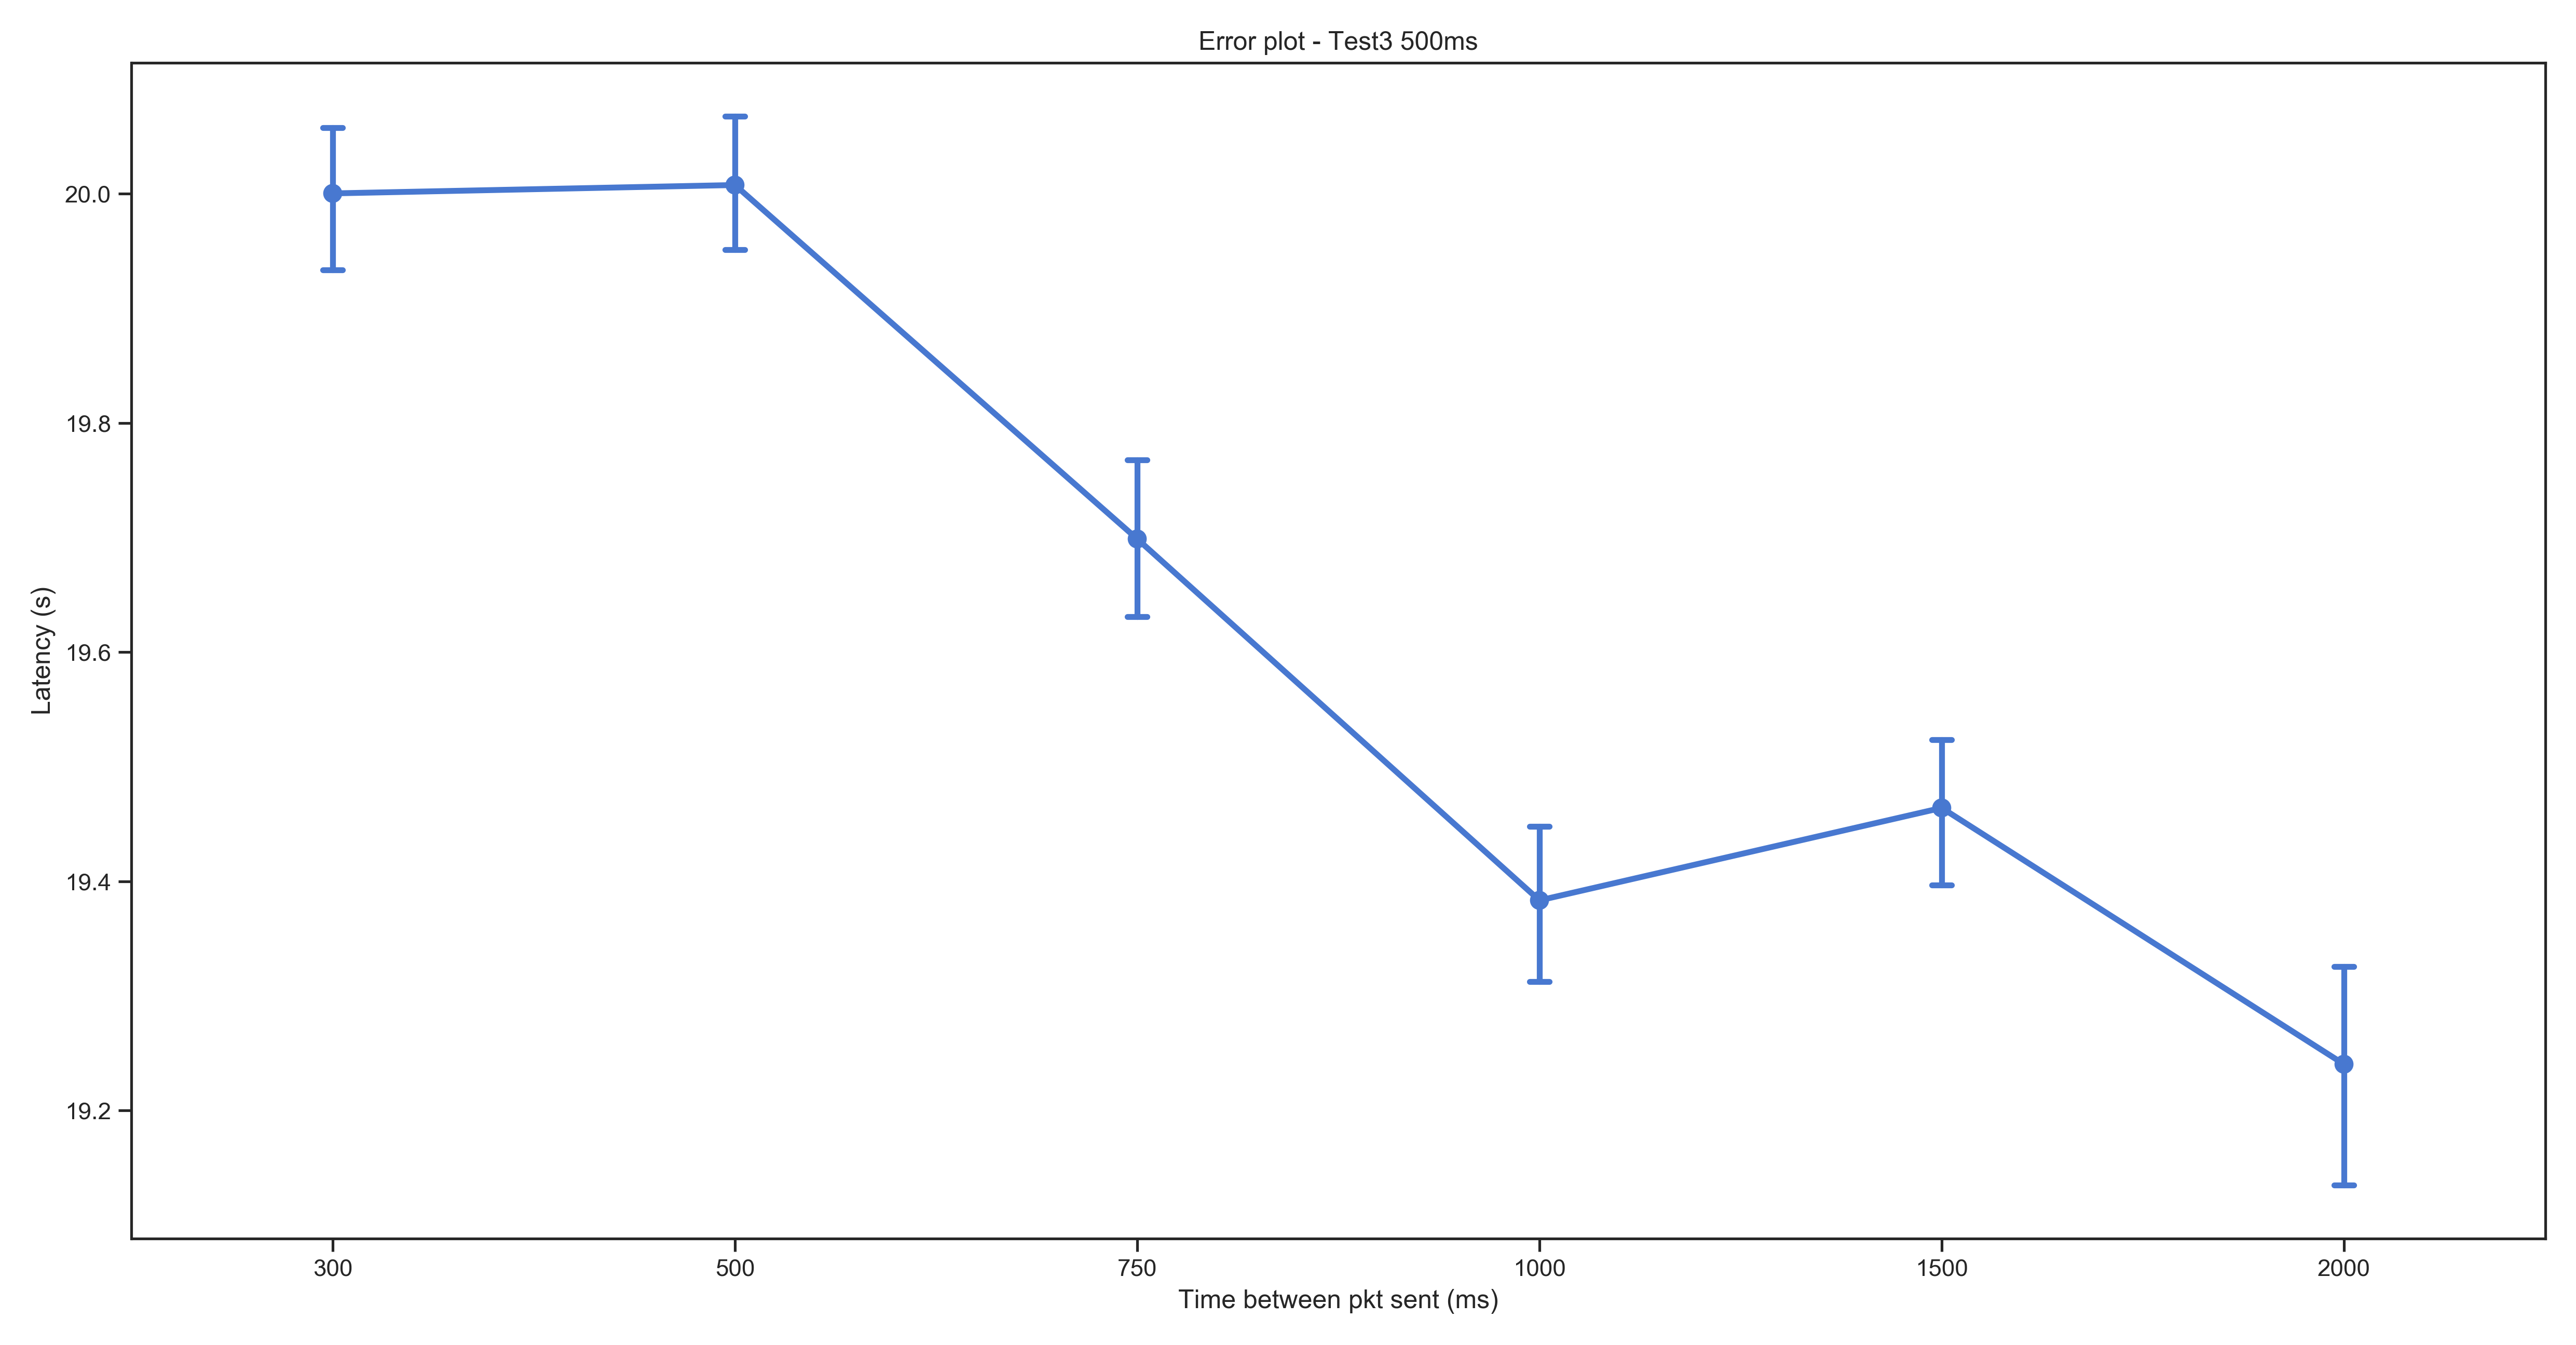 Error plot - Test3 500ms
20.0
19.8
19.6
19.4
19.2
Latency (s)
300 500 750 1000 1500 2000
Time between pkt sent (ms)